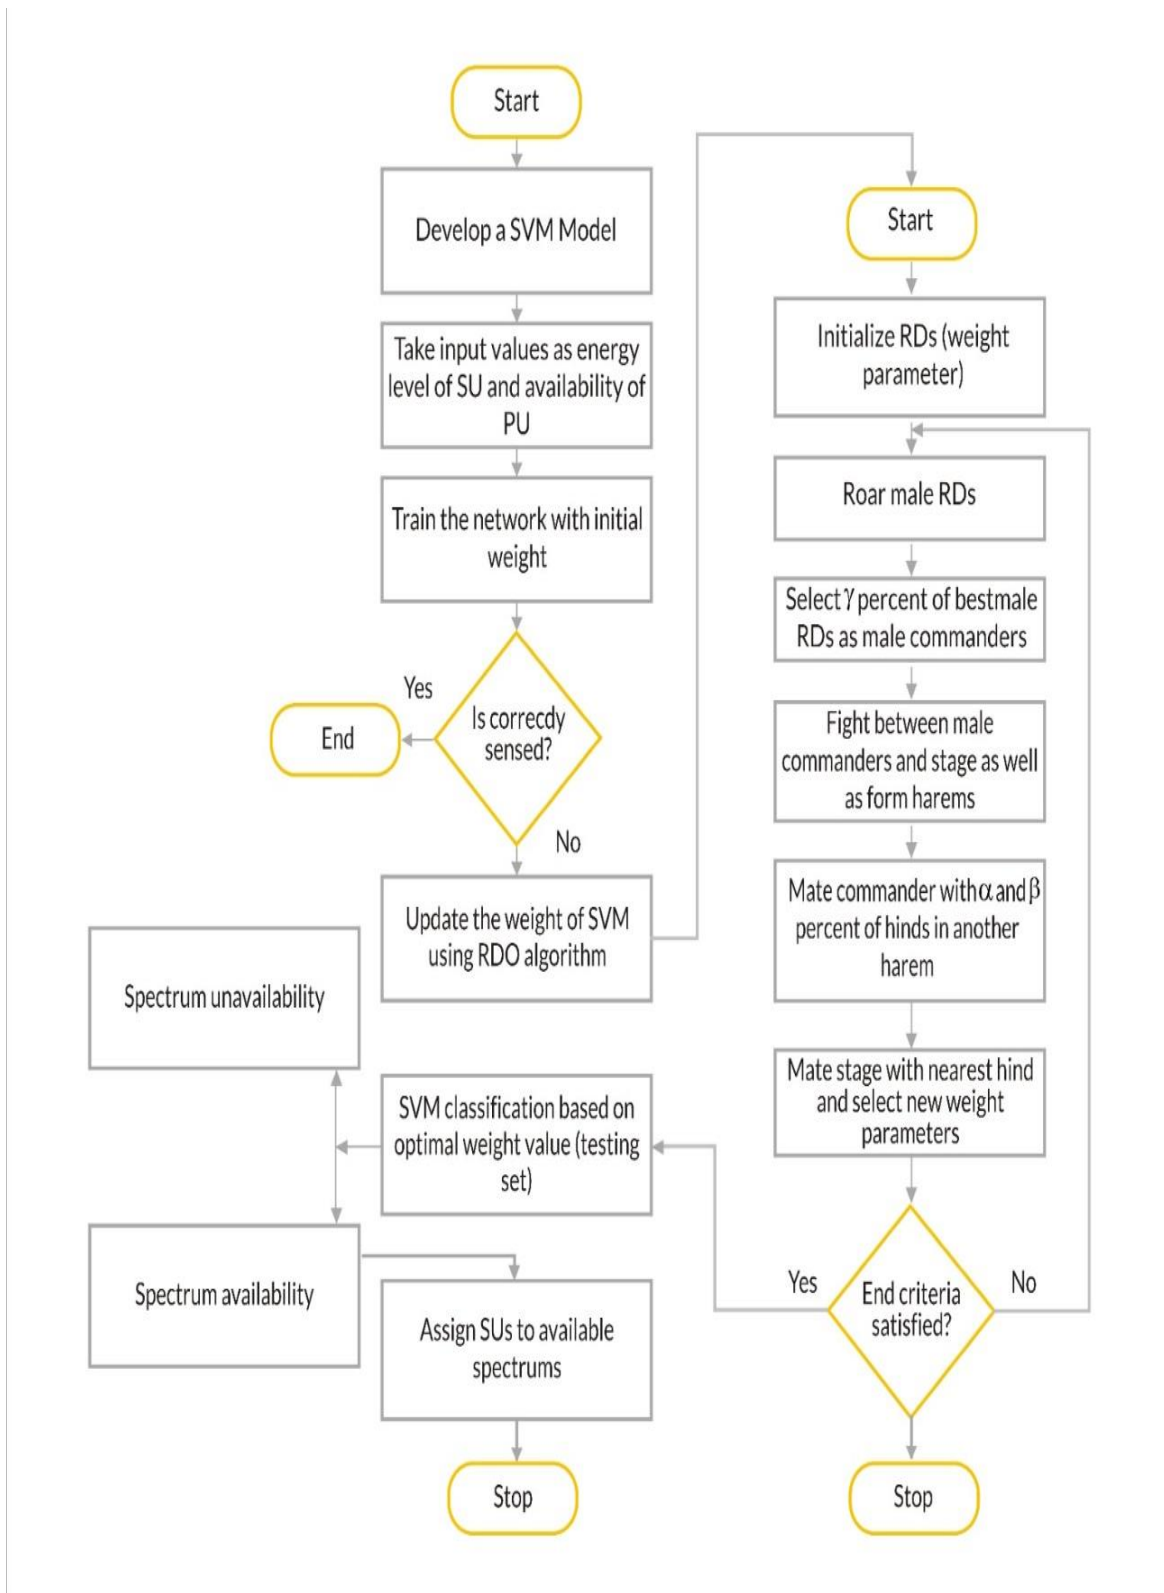 Start
Develop a SVM Model
Take input values as energy
level of SU and availability of
PU
Train the network with initial
weight
Yes
Is correcdy
sensed?
End
No
Update the weight of SVM
using RDO algorithm
Spectrum unavailability
SVM classification based on
optimal weight value (testing
set)
Spectrum availability
Assign SUs to available
spectrums
Stop
Start
Initialize RDs (weight
parameter)
Roar male RDs
Select γ percent of bestmale
RDs as male commanders
Fight between male
commanders and stage as well
as form harems
Mate commander with α and β
percent of hinds in another
harem
Mate stage with nearest hind
and select new weight
parameters
Yes
End criteria
satisfied?
No
Stop